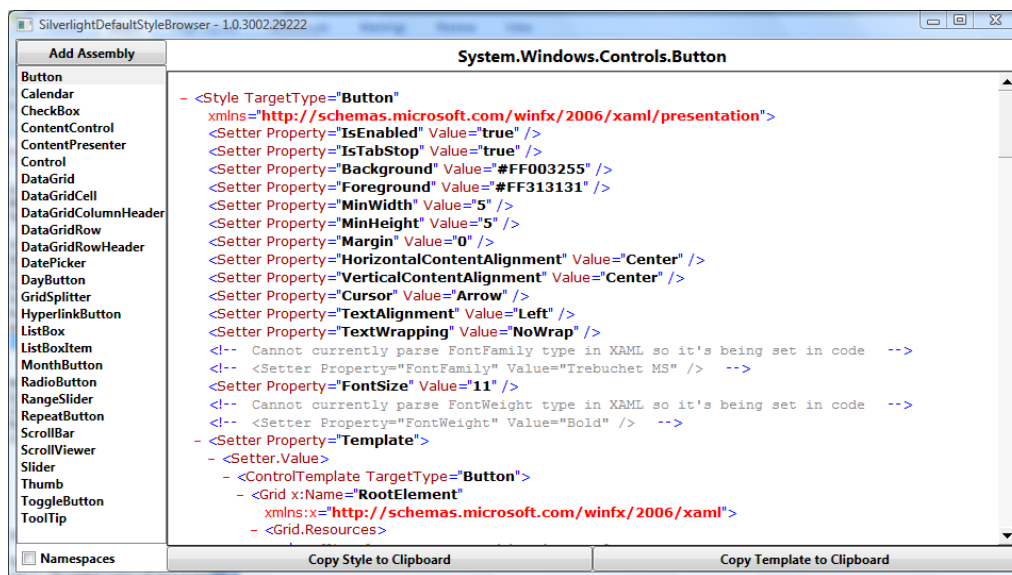 SilverlightDefaultStyleBrowser - 1.0.3002.29222
Add Assembly
System.Windows.Controls.Button
Button
Calendar
CheckBox
ContentControl
ContentPresenter
Control
DataGrid
DataGridCell
DataGridColumnHeader
DataGridRow
DataGridRowHeader
DatePicker
DayButton
GridSplitter
HyperlinkButton
ListBox
ListBoxItem
MonthButton
RadioButton
RangeSlider
RepeatButton
ScrollBar
ScrollViewer
Slider
Thumb
ToggleButton
ToolTip
- <Style TargetType="Button"
xmlns="http://schemas.microsoft.com/winfx/2006/xaml/presentation">
<Setter Property="IsEnabled" Value="true" />
<Setter Property="IsTabStop" Value="true" />
<Setter Property="Background" Value="#FF003255" />
<Setter Property="Foreground" Value="#FF313131" />
<Setter Property="MinWidth" Value="5" />
<Setter Property="MinHeight" Value="5" />
<Setter Property="Margin" Value="0" />
<Setter Property="HorizontalContentAlignment" Value="Center" />
<Setter Property="VerticalContentAlignment" Value="Center" />
<Setter Property="Cursor" Value="Arrow" />
<Setter Property="TextAlignment" Value="Left" />
<Setter Property="TextWrapping" Value="NoWrap" />
<!-- Cannot currently parse FontFamily type in XAML so it's being set in code -->
<!-- <Setter Property="FontFamily" Value="Trebuchet MS" /> -->
<Setter Property="FontSize" Value="11" />
<!-- Cannot currently parse FontWeight type in XAML so it's being set in code -->
<!-- <Setter Property="FontWeight" Value="Bold" /> -->
- <Setter Property="Template">
- <Setter.Value>
- <ControlTemplate TargetType="Button">
- <Grid x:Name="RootElement"
xmlns:x="http://schemas.microsoft.com/winfx/2006/xaml">
- <Grid.Resources>
Namespaces
Copy Style to Clipboard
Copy Template to Clipboard